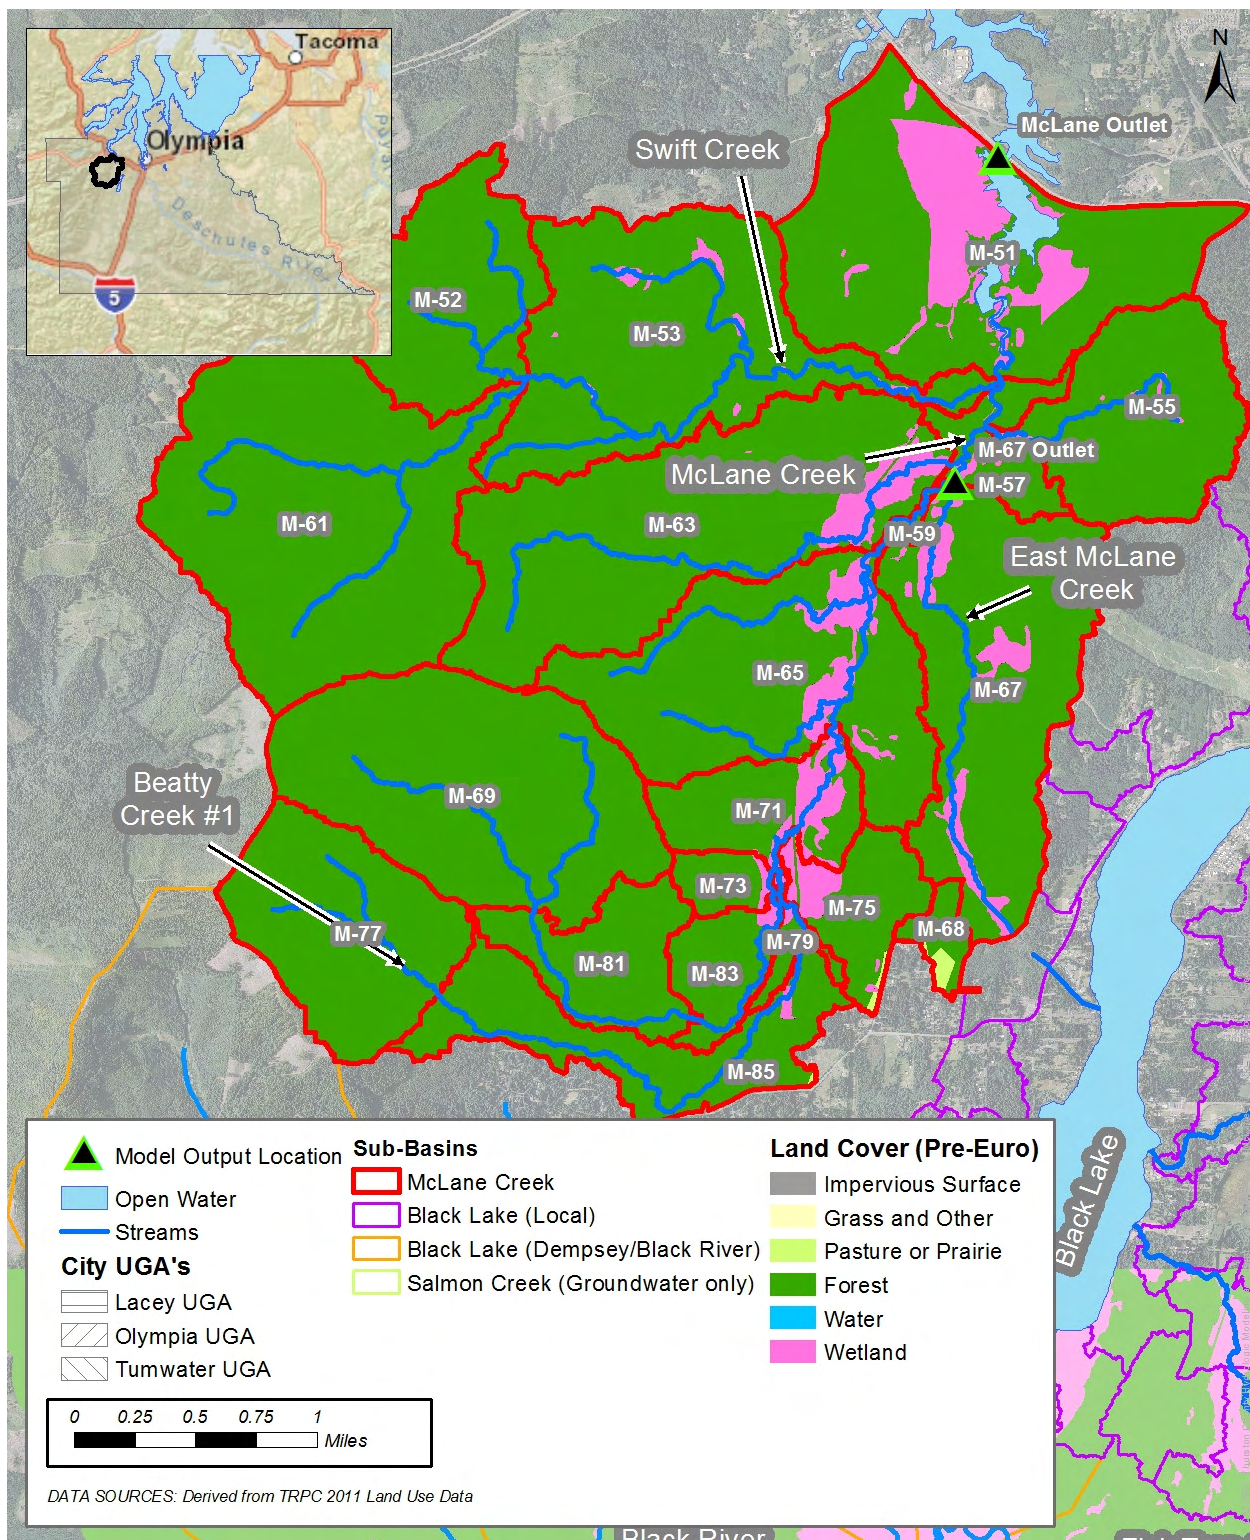 Tacoma
Olympia
Deschutes River
5
N
McLane Outlet
Swift Creek
M-51
M-52
M-53
M-55
M-67 Outlet
McLane Creek
M-57
M-61
M-63
M-59
East McLane
Creek
M-65
M-67
Beatty
Creek #1
M-69
M-71
M-73
M-75
M-77
M-68
M-79
M-81
M-83
M-85
Black Lake
Model Output Location
Open Water
Streams
City UGA's
Lacey UGA
Olympia UGA
Tumwater UGA
Sub-Basins
McLane Creek
Black Lake (Local)
Black Lake (Dempsey/Black River)
Salmon Creek (Groundwater only)
Land Cover (Pre-Euro)
Impervious Surface
Grass and Other
Pasture or Prairie
Forest
Water
Wetland
0 0.25 0.5 0.75 1
Miles
DATA SOURCES: Derived from TRPC 2011 Land Use Data
Black River